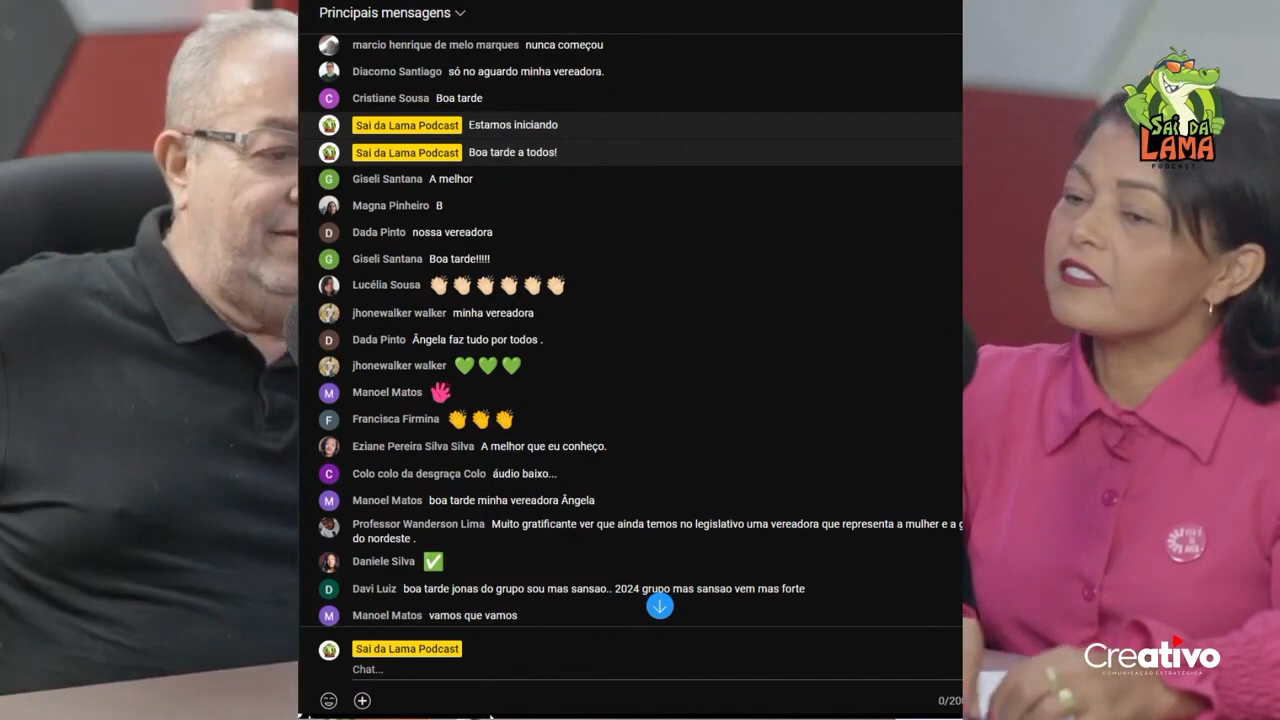 Principais mensagens
marcio henrique de melo marques nunca começou
Diacomo Santiago só no aguardo minha vereadora.
C Cristiane Sousa Boa tarde
Sai da Lama Podcast Estamos iniciando
Sai da Lama Podcast Boa tarde a todos!
G Giseli Santana A melhor
Magna Pinheiro B
D Dada Pinto nossa vereadora
G Giseli Santana Boa tarde!!!!!
Lucélia Sousa 👏🏻👏🏻👏🏻👏🏻👏🏻👏🏻
jhonewalker walker minha vereadora
D Dada Pinto Ângela faz tudo por todos .
jhonewalker walker 💚💚💚
M Manoel Matos
F Francisca Firmina 👏👏👏
Eziane Pereira Silva Silva A melhor que eu conheço.
C Colo colo da desgraça Colo áudio baixo...
M Manoel Matos boa tarde minha vereadora Ângela
Professor Wanderson Lima Muito gratificante ver que ainda temos no legislativo uma vereadora que representa a mulher e a g
do nordeste .
Daniele Silva ✅
D Davi Luiz boa tarde jonas do grupo sou mas sansao.. 2024 grupo mas sansao vem mas forte
M Manoel Matos vamos que vamos
Sai da Lama Podcast
Chat...
0/200
SAI DA
LAMA
PODCAST
Creativo
COMUNICAÇÃO ESTRATÉGICA